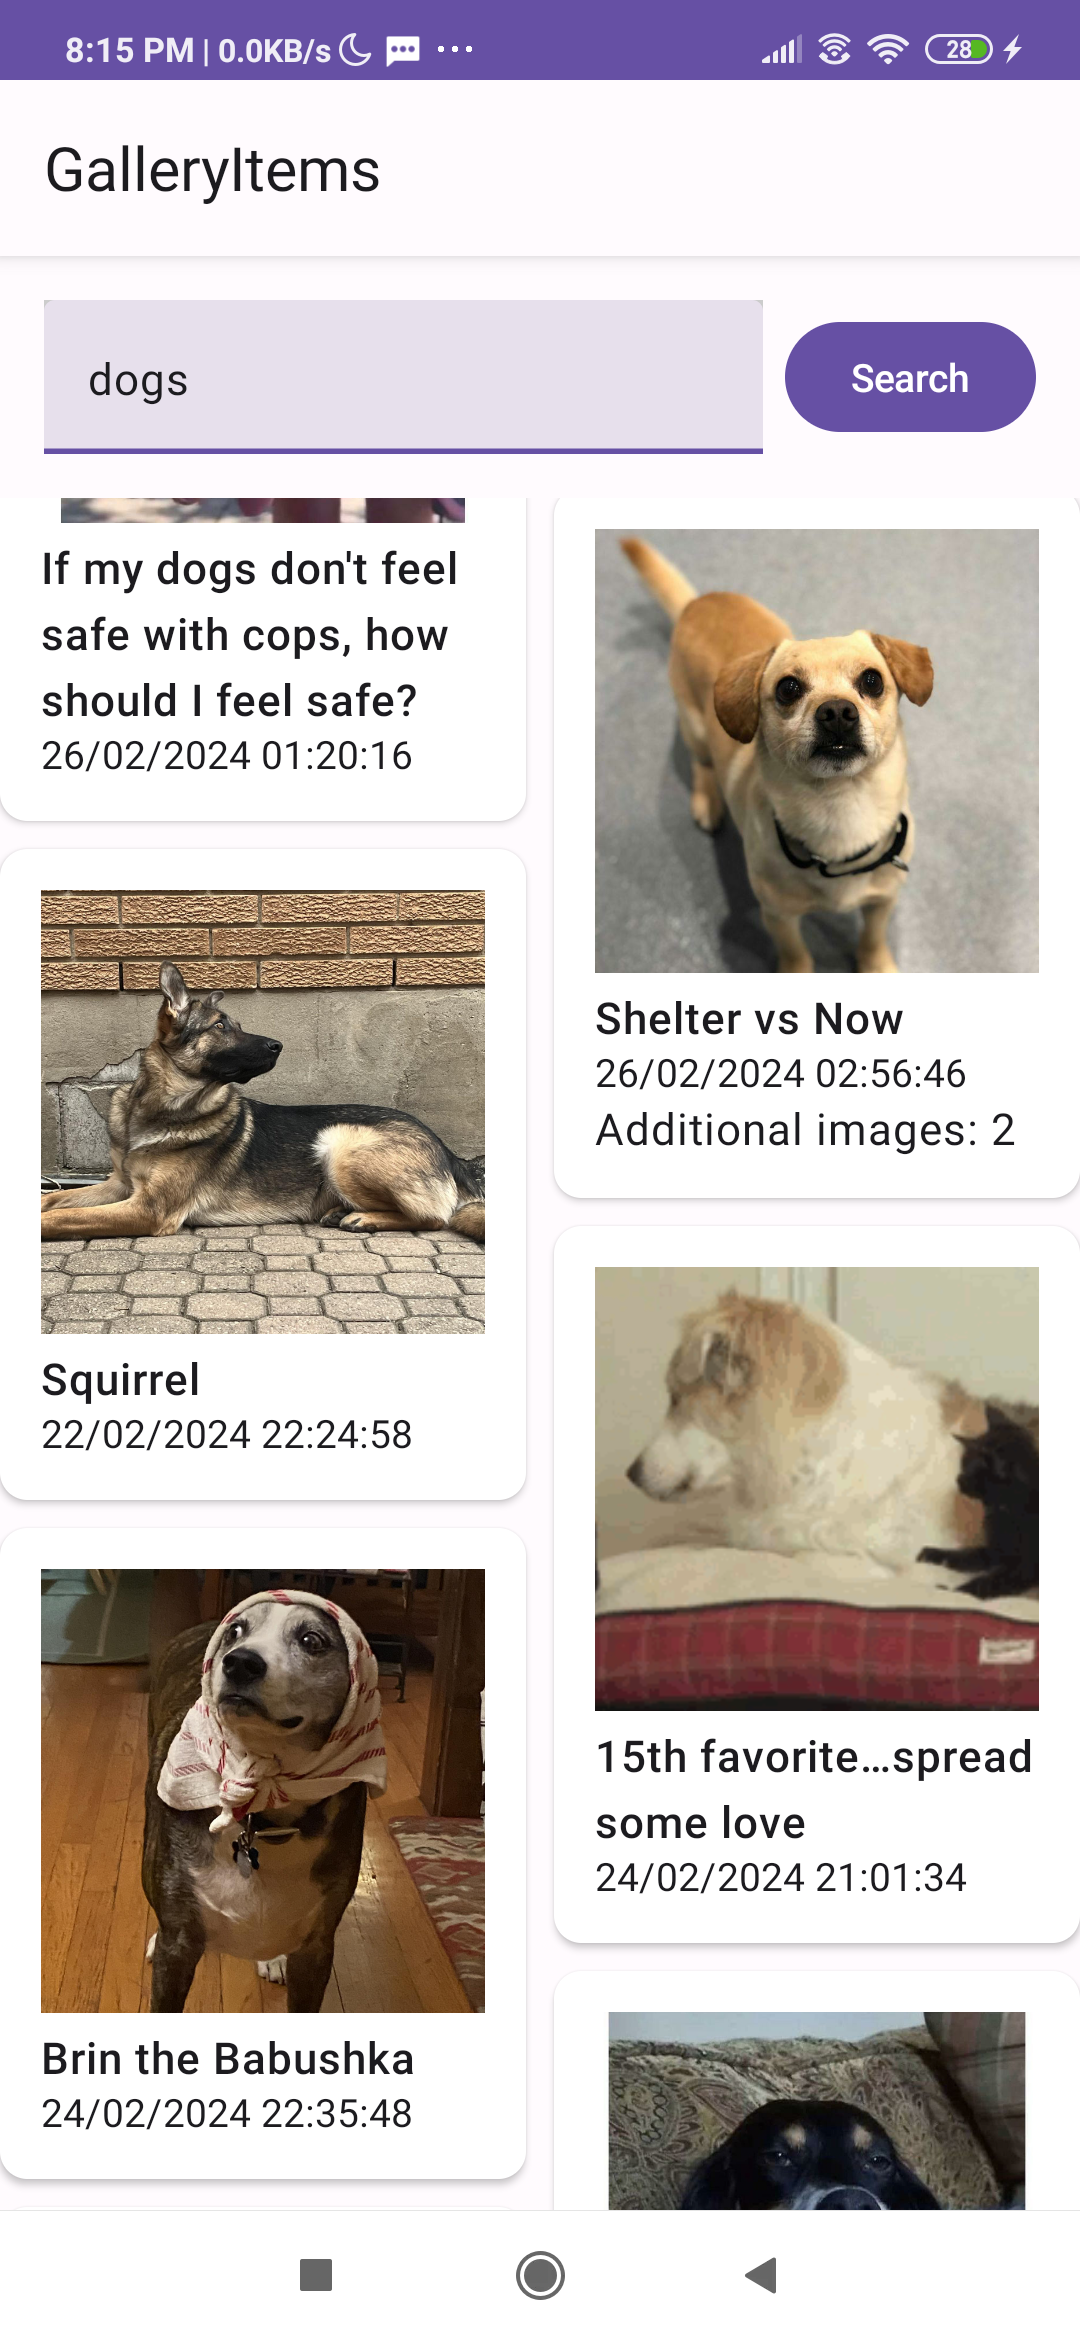 8:15 PM | 0.0KB/s
28
GalleryItems
dogs
Search
If my dogs don't feel
safe with cops, how
should I feel safe?
26/02/2024 01:20:16
Squirrel
22/02/2024 22:24:58
Brin the Babushka
24/02/2024 22:35:48
Shelter vs Now
26/02/2024 02:56:46
Additional images: 2
15th favorite...spread
some love
24/02/2024 21:01:34